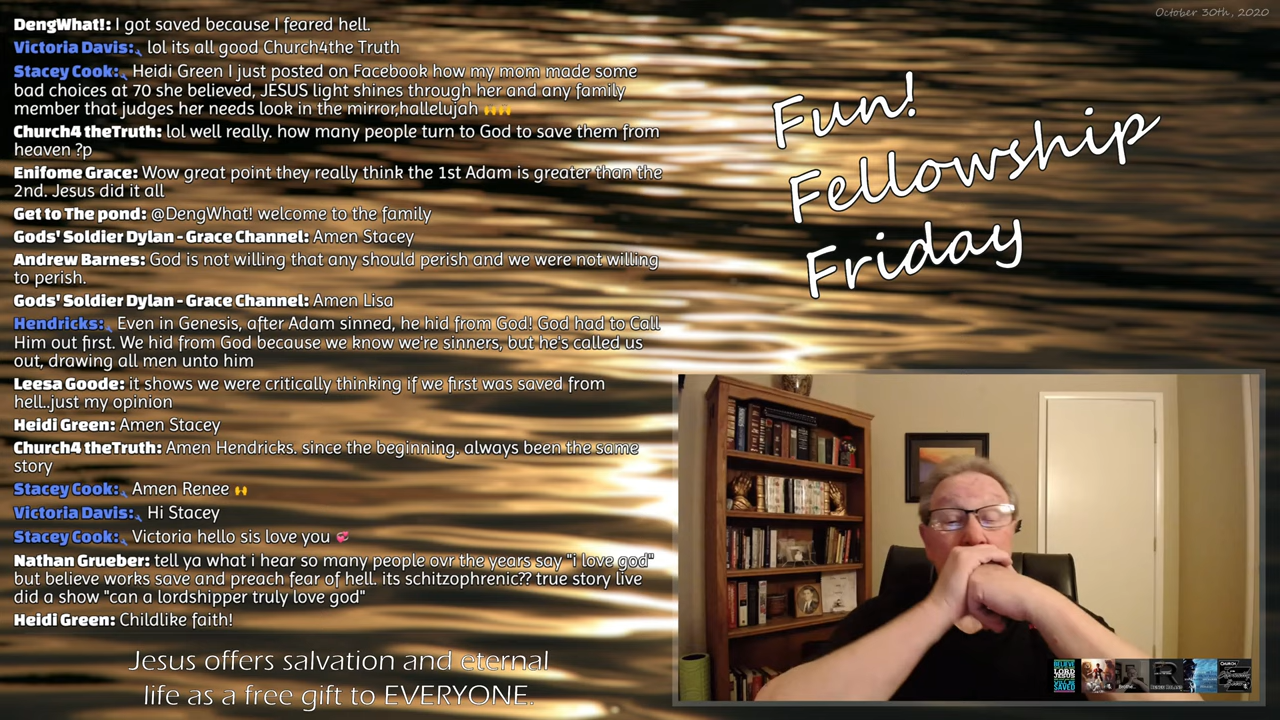 October 30th, 2020
DengWhat!: I got saved because I feared hell.
Victoria Davis: lol its all good Church4the Truth
Stacey Cook: Heidi Green I just posted on Facebook how my mom made some
bad choices at 70 she believed, JESUS light shines through her and any family
member that judges her needs look in the mirror,hallelujah 🙌🙌
Church4 theTruth: lol well really. how many people turn to God to save them from
heaven ?p
Enifome Grace: Wow great point they really think the 1st Adam is greater than the
2nd. Jesus did it all
Get to The pond: @DengWhat! welcome to the family
Gods' Soldier Dylan - Grace Channel: Amen Stacey
Andrew Barnes: God is not willing that any should perish and we were not willing
to perish.
Gods' Soldier Dylan - Grace Channel: Amen Lisa
Hendricks: Even in Genesis, after Adam sinned, he hid from God! God had to Call
Him out first. We hid from God because we know we're sinners, but he's called us
out, drawing all men unto him
Leesa Goode: it shows we were critically thinking if we first was saved from
hell..just my opinion
Heidi Green: Amen Stacey
Church4 theTruth: Amen Hendricks. since the beginning. always been the same
story
Stacey Cook: Amen Renee 🙌
Victoria Davis: Hi Stacey
Stacey Cook: Victoria hello sis love you 💞
Nathan Grueber: tell ya what i hear so many people ovr the years say "i love god"
but believe works save and preach fear of hell. its schitzophrenic?? true story live
did a show "can a lordshipper truly love god"
Heidi Green: Childlike faith!
Jesus offers salvation and eternal
life as a free gift to EVERYONE.
Fun!
Fellowship
Friday
BELIEVE
LORD
JESUS
SAVED
CHURCH